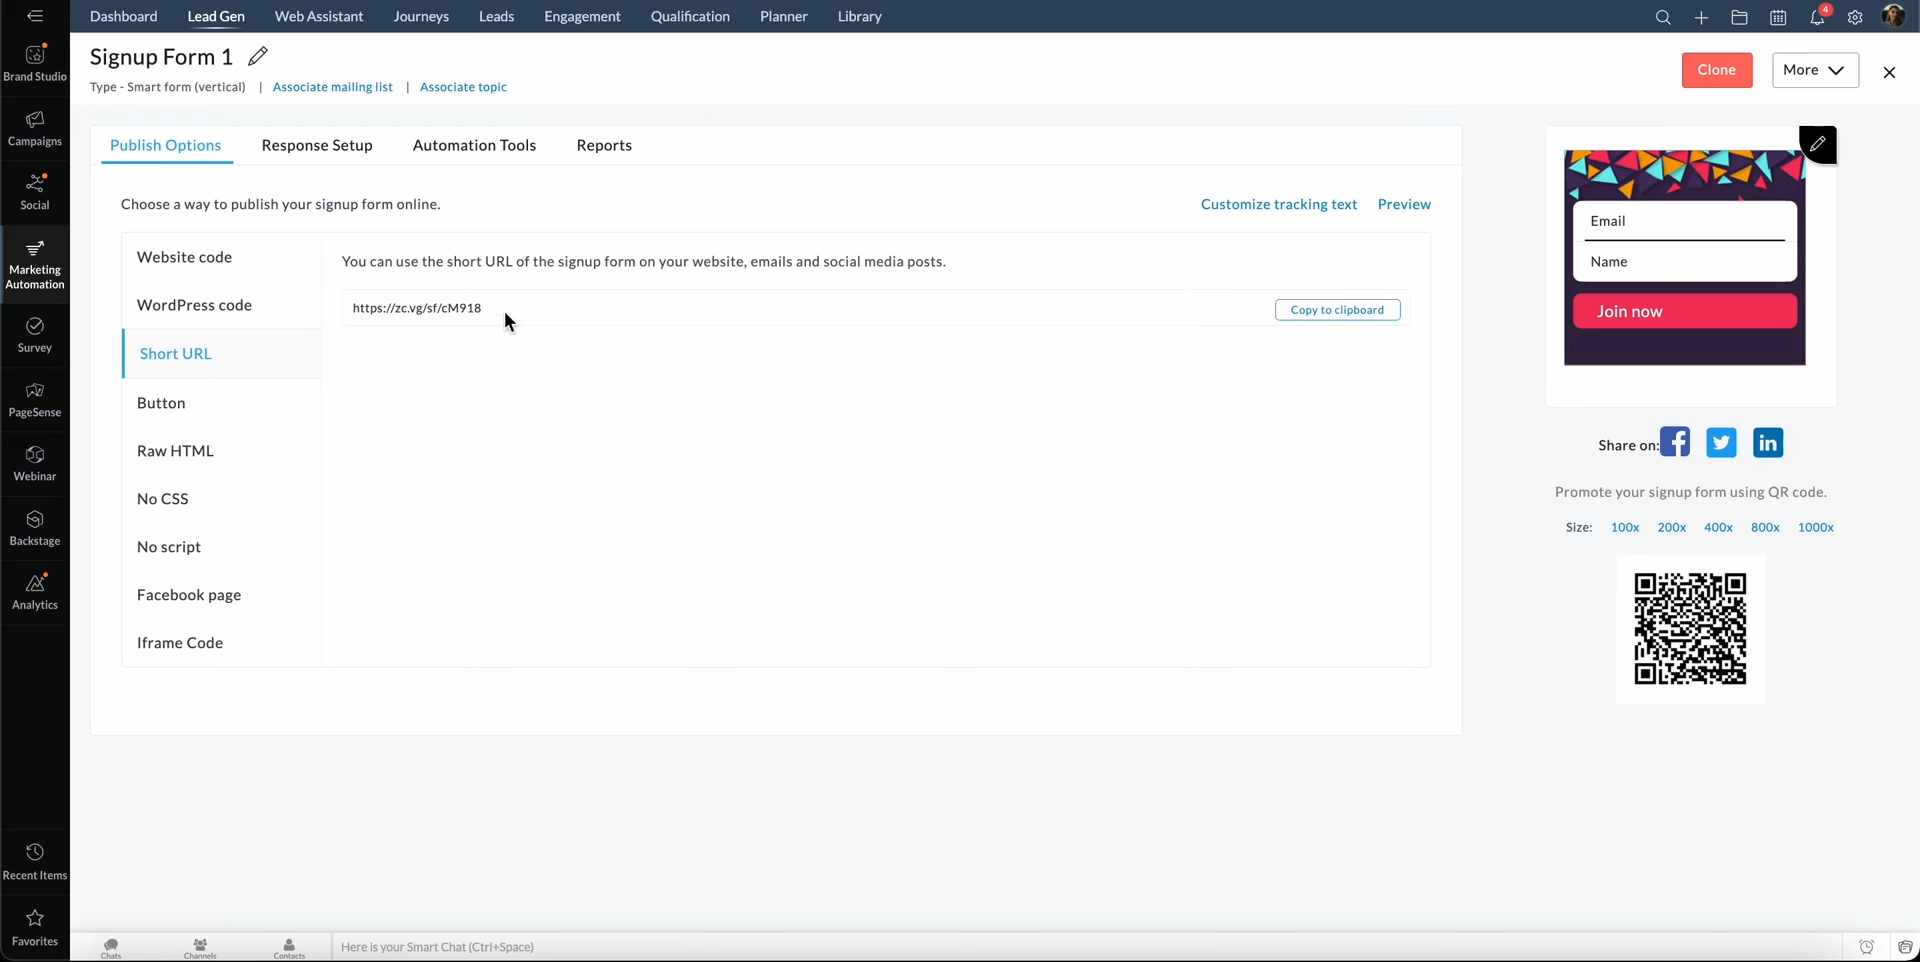 Dashboard Lead Gen Web Assistant Journeys Leads Engagement Qualification Planner Library
4
Brand Studio
Campaigns
Social
Marketing
Automation
Survey
PageSense
Webinar
Backstage
Analytics
Recent Items
Favorites
Signup Form 1
Type - Smart form (vertical) | Associate mailing list | Associate topic
Clone
More
Publish Options Response Setup Automation Tools Reports
Choose a way to publish your signup form online.
Customize tracking text Preview
Website code
WordPress code
Short URL
Button
Raw HTML
No CSS
No script
Facebook page
Iframe Code
You can use the short URL of the signup form on your website, emails and social media posts.
https://zc.vg/sf/cM918
Copy to clipboard
Email
Name
Join now
Share on:
Promote your signup form using QR code.
Size: 100x 200x 400x 800x 1000x
Chats Channels Contacts
Here is your Smart Chat (Ctrl+Space)